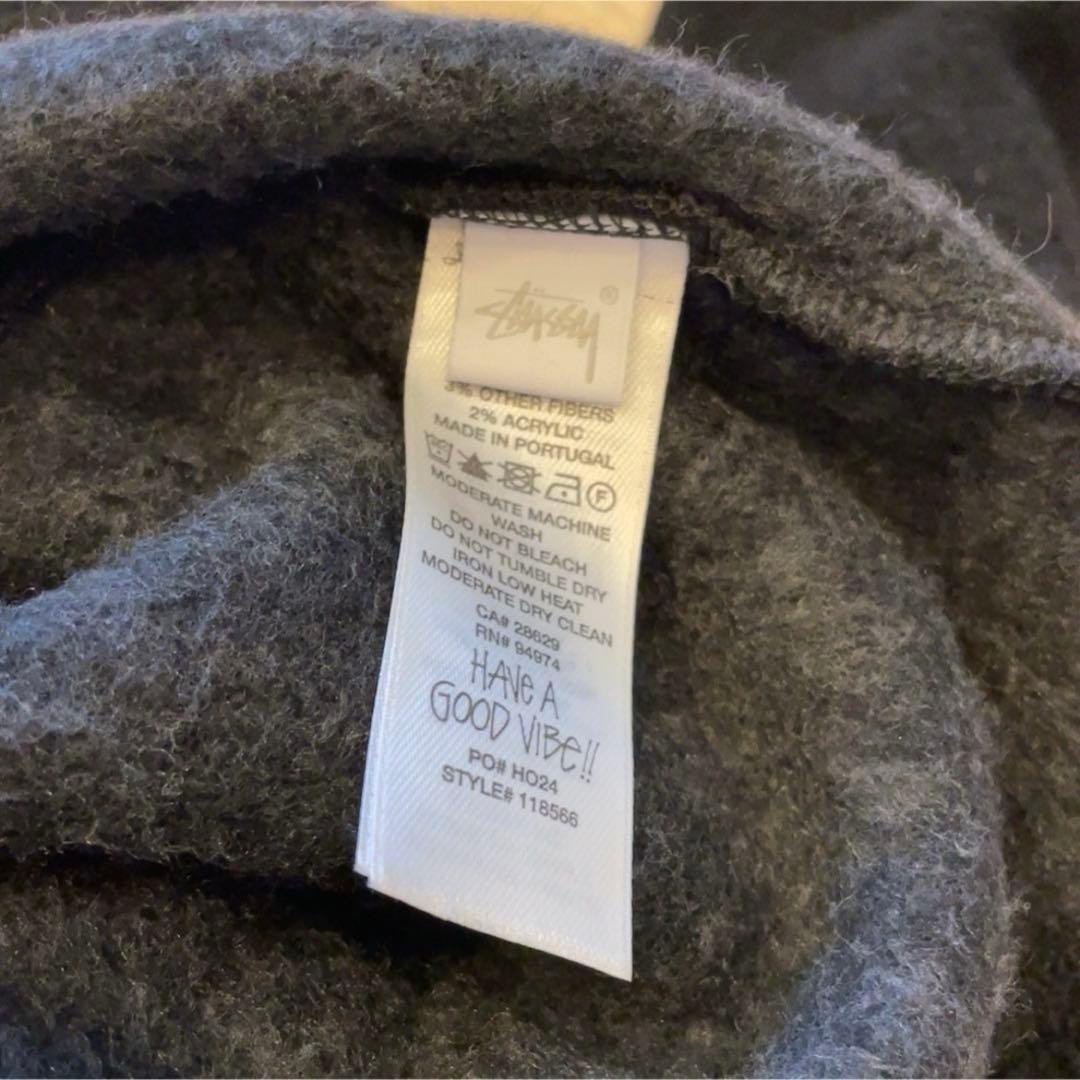 STÜSSY ®
3% OTHER FIBERS
2% ACRYLIC
MADE IN PORTUGAL
F
MODERATE MACHINE
WASH
DO NOT BLEACH
DO NOT TUMBLE DRY
IRON LOW HEAT
MODERATE DRY CLEAN
CA# 28629
RN# 94974
HAVE A
GOOD VIBE!!
PO# HO24
STYLE# 118566